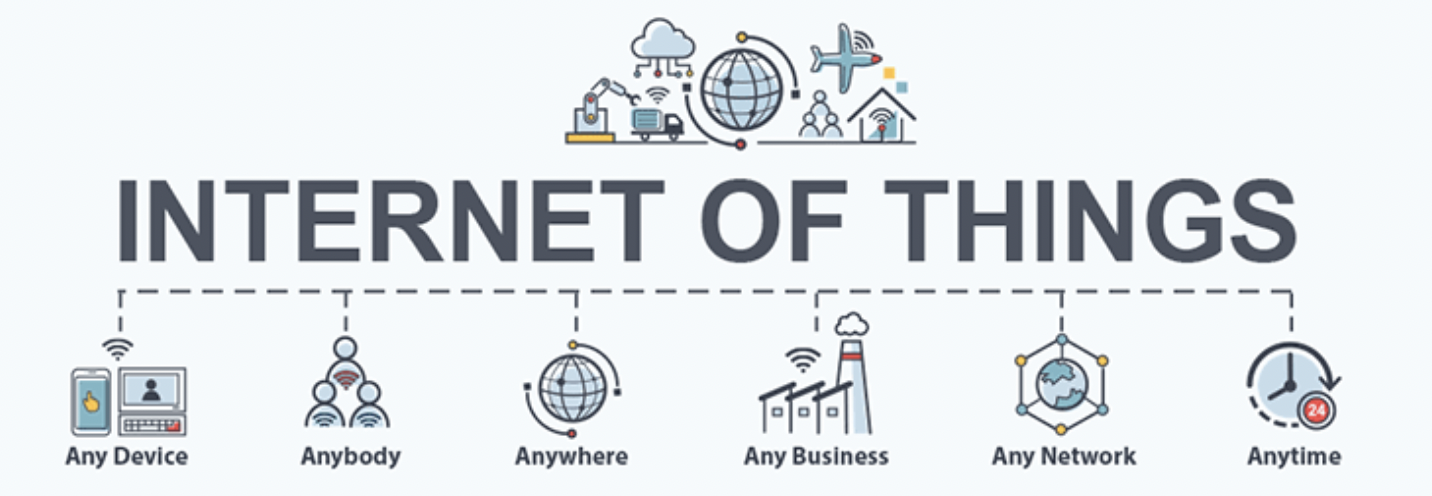 INTERNET OF THINGS
Any Device
Anybody
Anywhere
Any Business
Any Network
24
Anytime